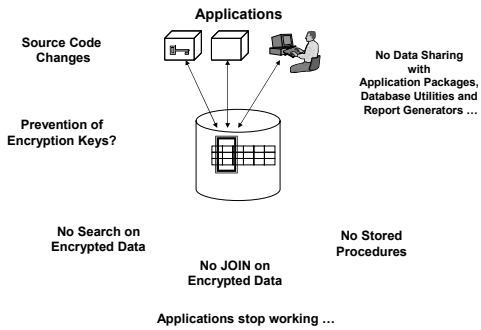 Applications
Source Code
Changes
No Data Sharing
with
Application Packages,
Database Utilities and
Report Generators …
Prevention of
Encryption Keys?
No Search on
Encrypted Data
No Stored
Procedures
No JOIN on
Encrypted Data
Applications stop working …